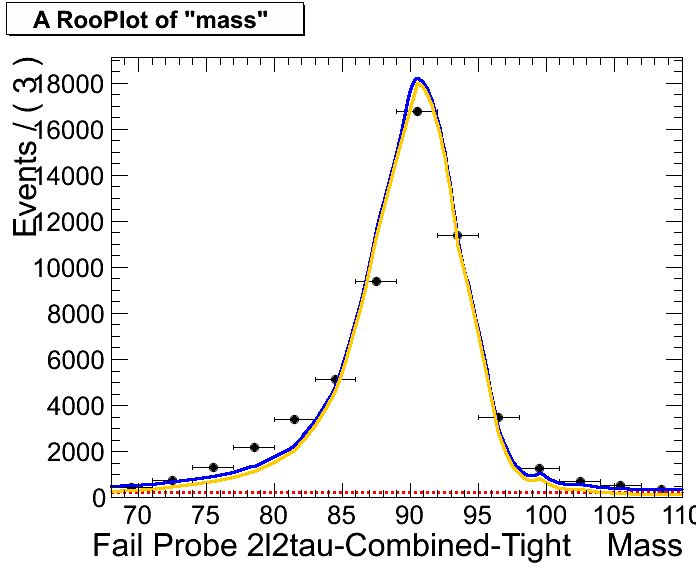 A RooPlot of "mass"
Events / ( 3 )
18000
16000
14000
12000
10000
8000
6000
4000
2000
0
70 75 80 85 90 95 100 105 110
Fail Probe 2l2tau-Combined-Tight Mass